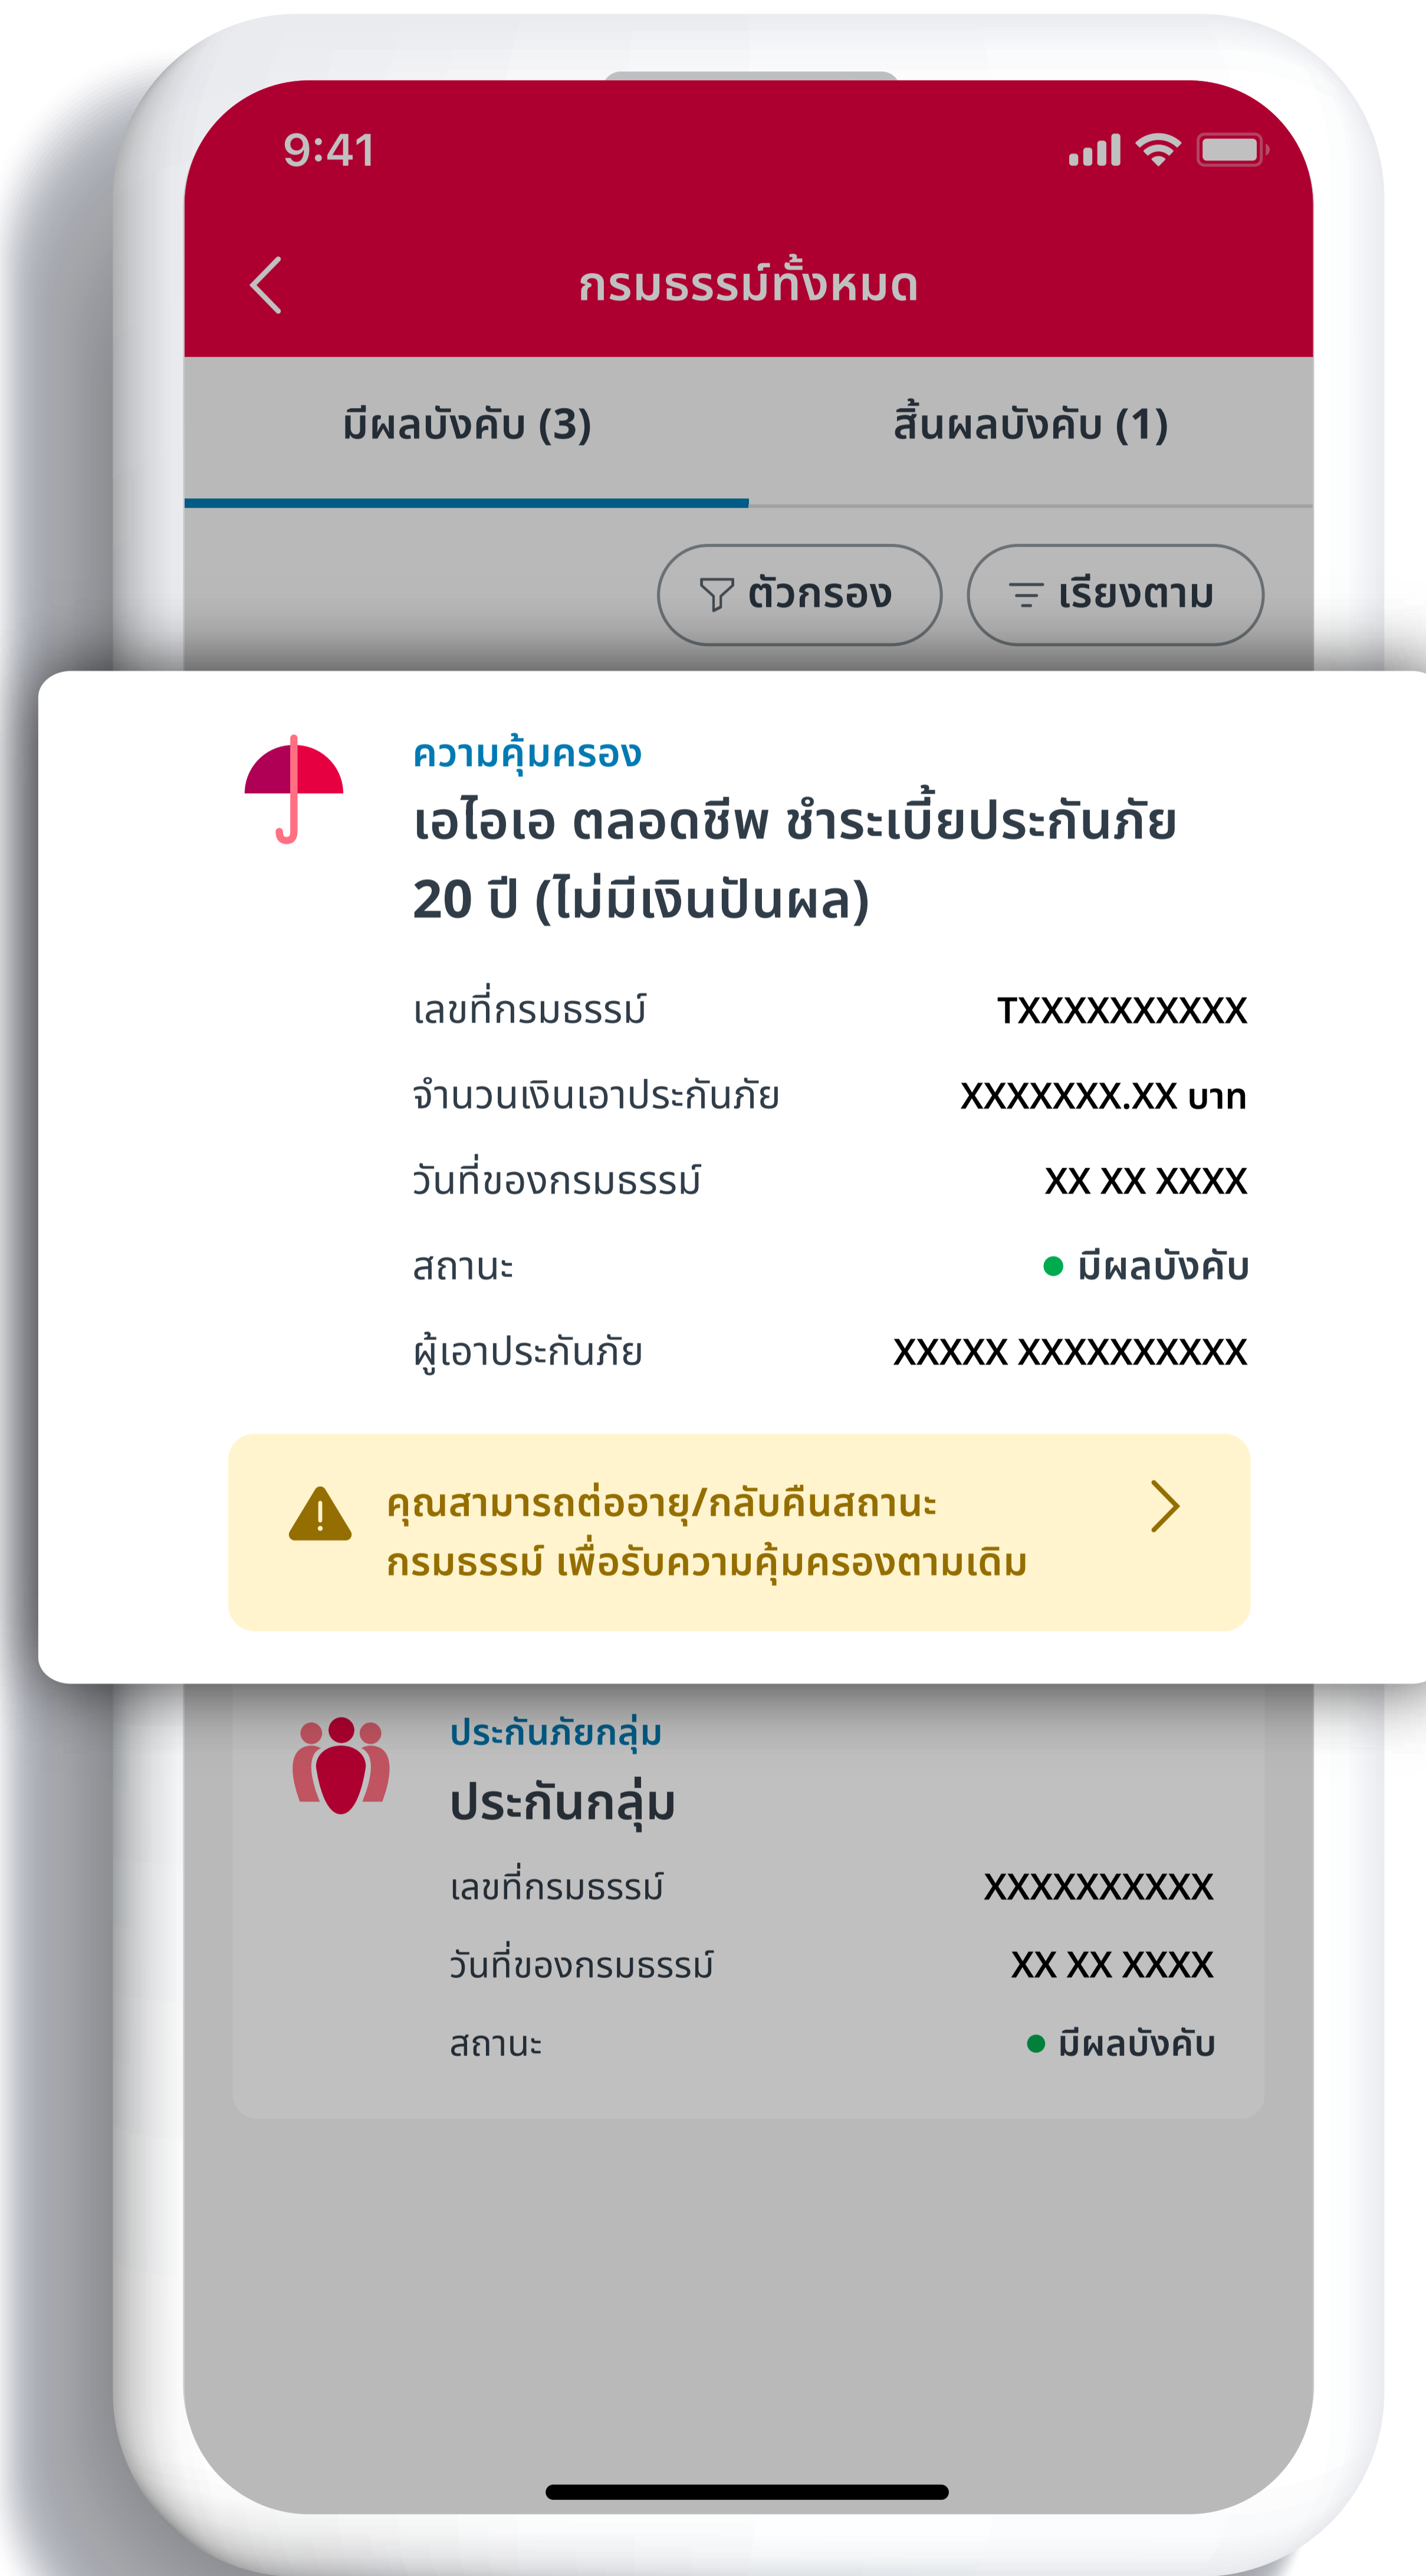 9:41
กรมธรรม์ทั้งหมด
มีผลบังคับ (3)
สิ้นผลบังคับ (1)
ตัวกรอง
เรียงตาม
ความคุ้มครอง
เอไอเอ ตลอดชีพ ชำระเบี้ยประกันภัย
20 ปี (ไม่มีเงินปันผล)
เลขที่กรมธรรม์ TXXXXXXXXXX
จำนวนเงินเอาประกันภัย XXXXXXX.XX บาท
วันที่ของกรมธรรม์ XX XX XXXX
สถานะ มีผลบังคับ
ผู้เอาประกันภัย XXXXX XXXXXXXXXX
คุณสามารถต่ออายุ/กลับคืนสถานะ
กรมธรรม์ เพื่อรับความคุ้มครองตามเดิม
ประกันภัยกลุ่ม
ประกันกลุ่ม
เลขที่กรมธรรม์ XXXXXXXXXX
วันที่ของกรมธรรม์ XX XX XXXX
สถานะ มีผลบังคับ